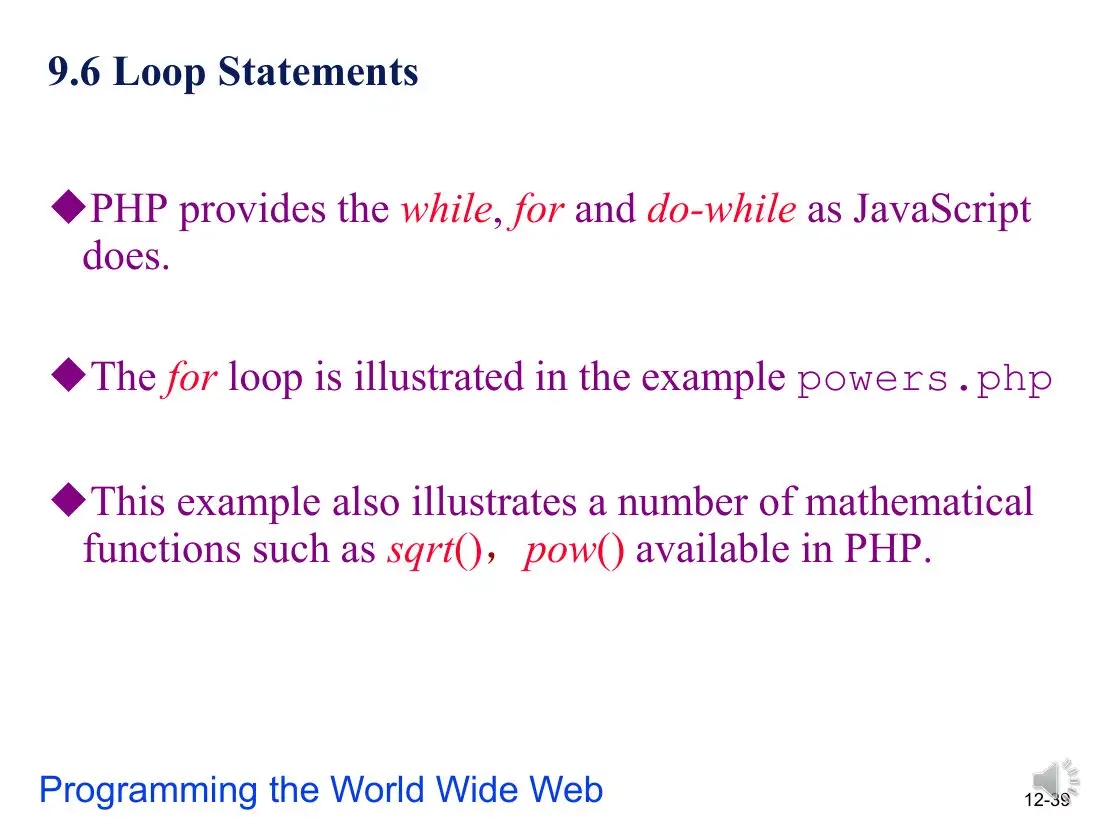 9.6 Loop Statements
◆PHP provides the while, for and do-while as JavaScript
does.
◆The for loop is illustrated in the example powers.php
◆This example also illustrates a number of mathematical
functions such as sqrt()，pow() available in PHP.
Programming the World Wide Web
12-39